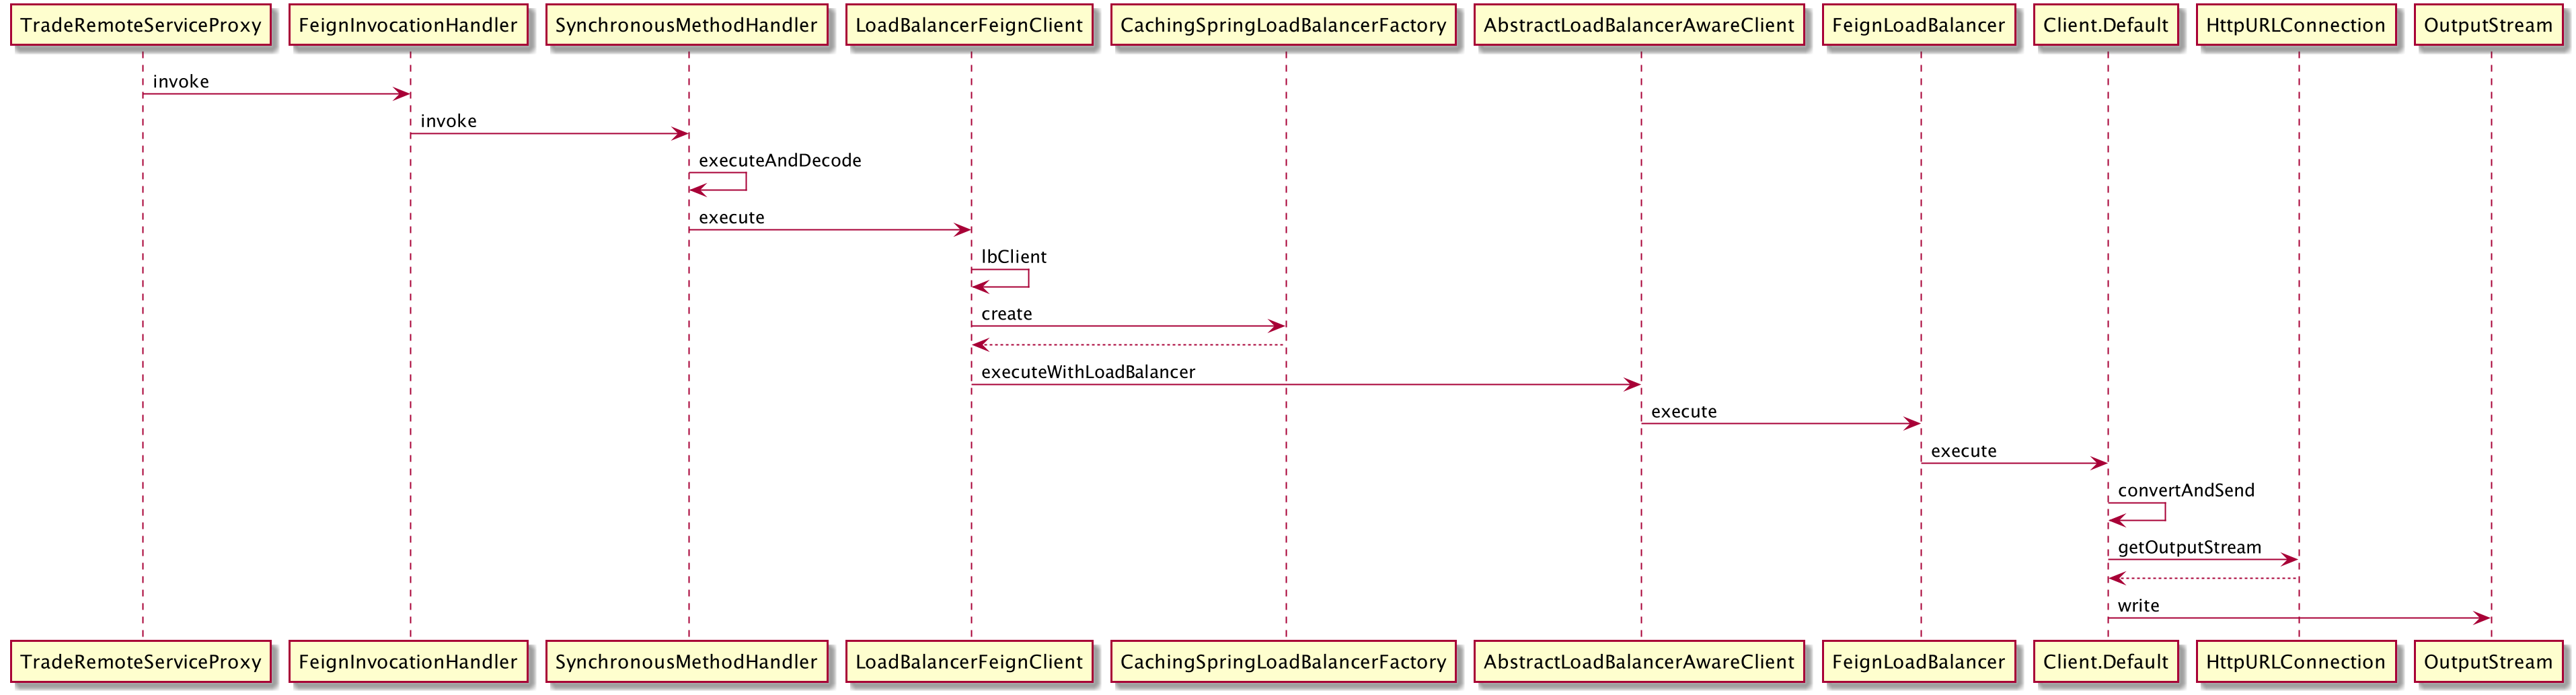 TradeRemoteServiceProxy FeignInvocationHandler SynchronousMethodHandler LoadBalancerFeignClient CachingSpringLoadBalancerFactory AbstractLoadBalancerAwareClient FeignLoadBalancer Client.Default HttpURLConnection OutputStream
invoke
invoke
executeAndDecode
execute
lbClient
create
executeWithLoadBalancer
execute
execute
convertAndSend
getOutputStream
write
TradeRemoteServiceProxy FeignInvocationHandler SynchronousMethodHandler LoadBalancerFeignClient CachingSpringLoadBalancerFactory AbstractLoadBalancerAwareClient FeignLoadBalancer Client.Default HttpURLConnection OutputStream